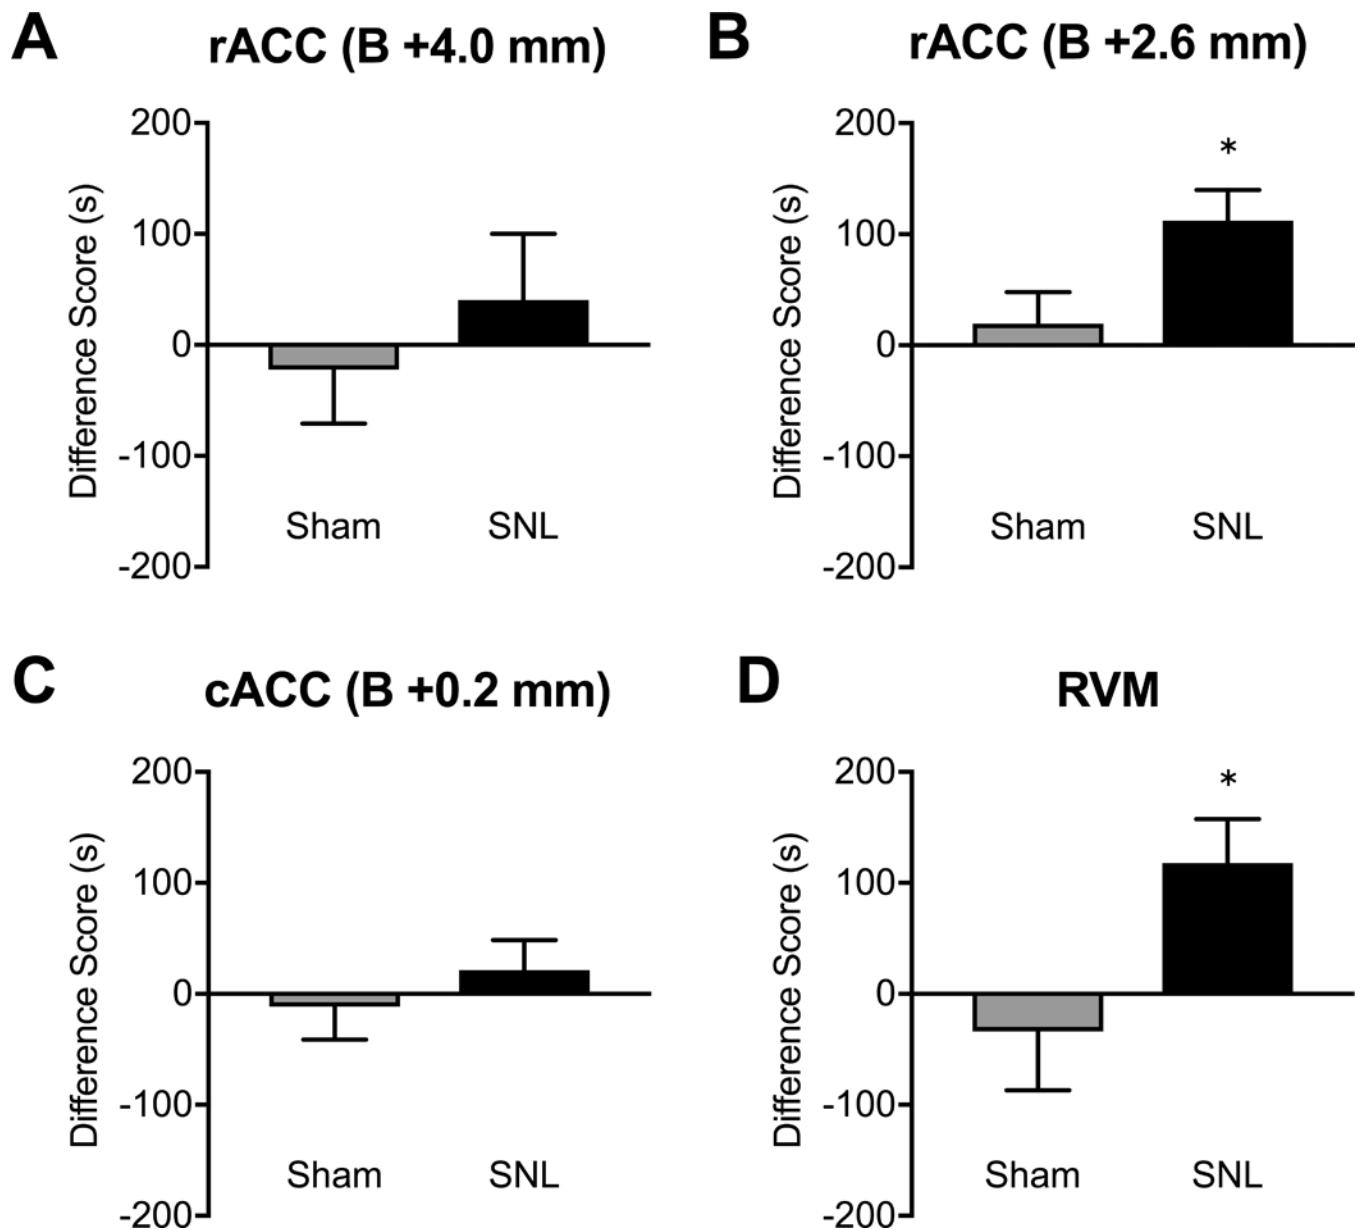 A
rACC (B +4.0 mm)
200
100
0
-100
-200
Difference Score (s)
Sham
SNL
B
rACC (B +2.6 mm)
200
100
0
-100
-200
Difference Score (s)
*
Sham
SNL
C
cACC (B +0.2 mm)
200
100
0
-100
-200
Difference Score (s)
Sham
SNL
D
RVM
200
100
0
-100
-200
Difference Score (s)
*
Sham
SNL